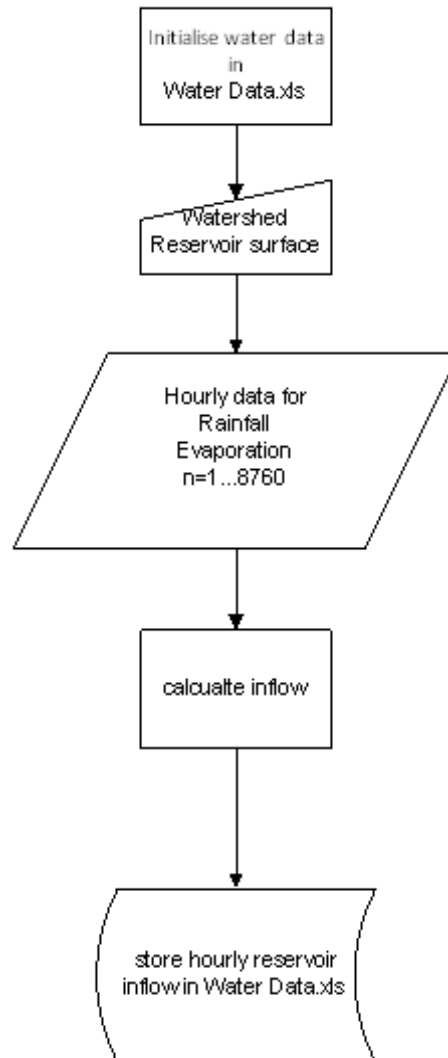 Initialise water data
in
Water Data.xls
Watershed
Reservoir surface
Hourly data for
Rainfall
Evaporation
n=1...8760
calcualte inflow
store hourly reservoir
inflow in Water Data.xls